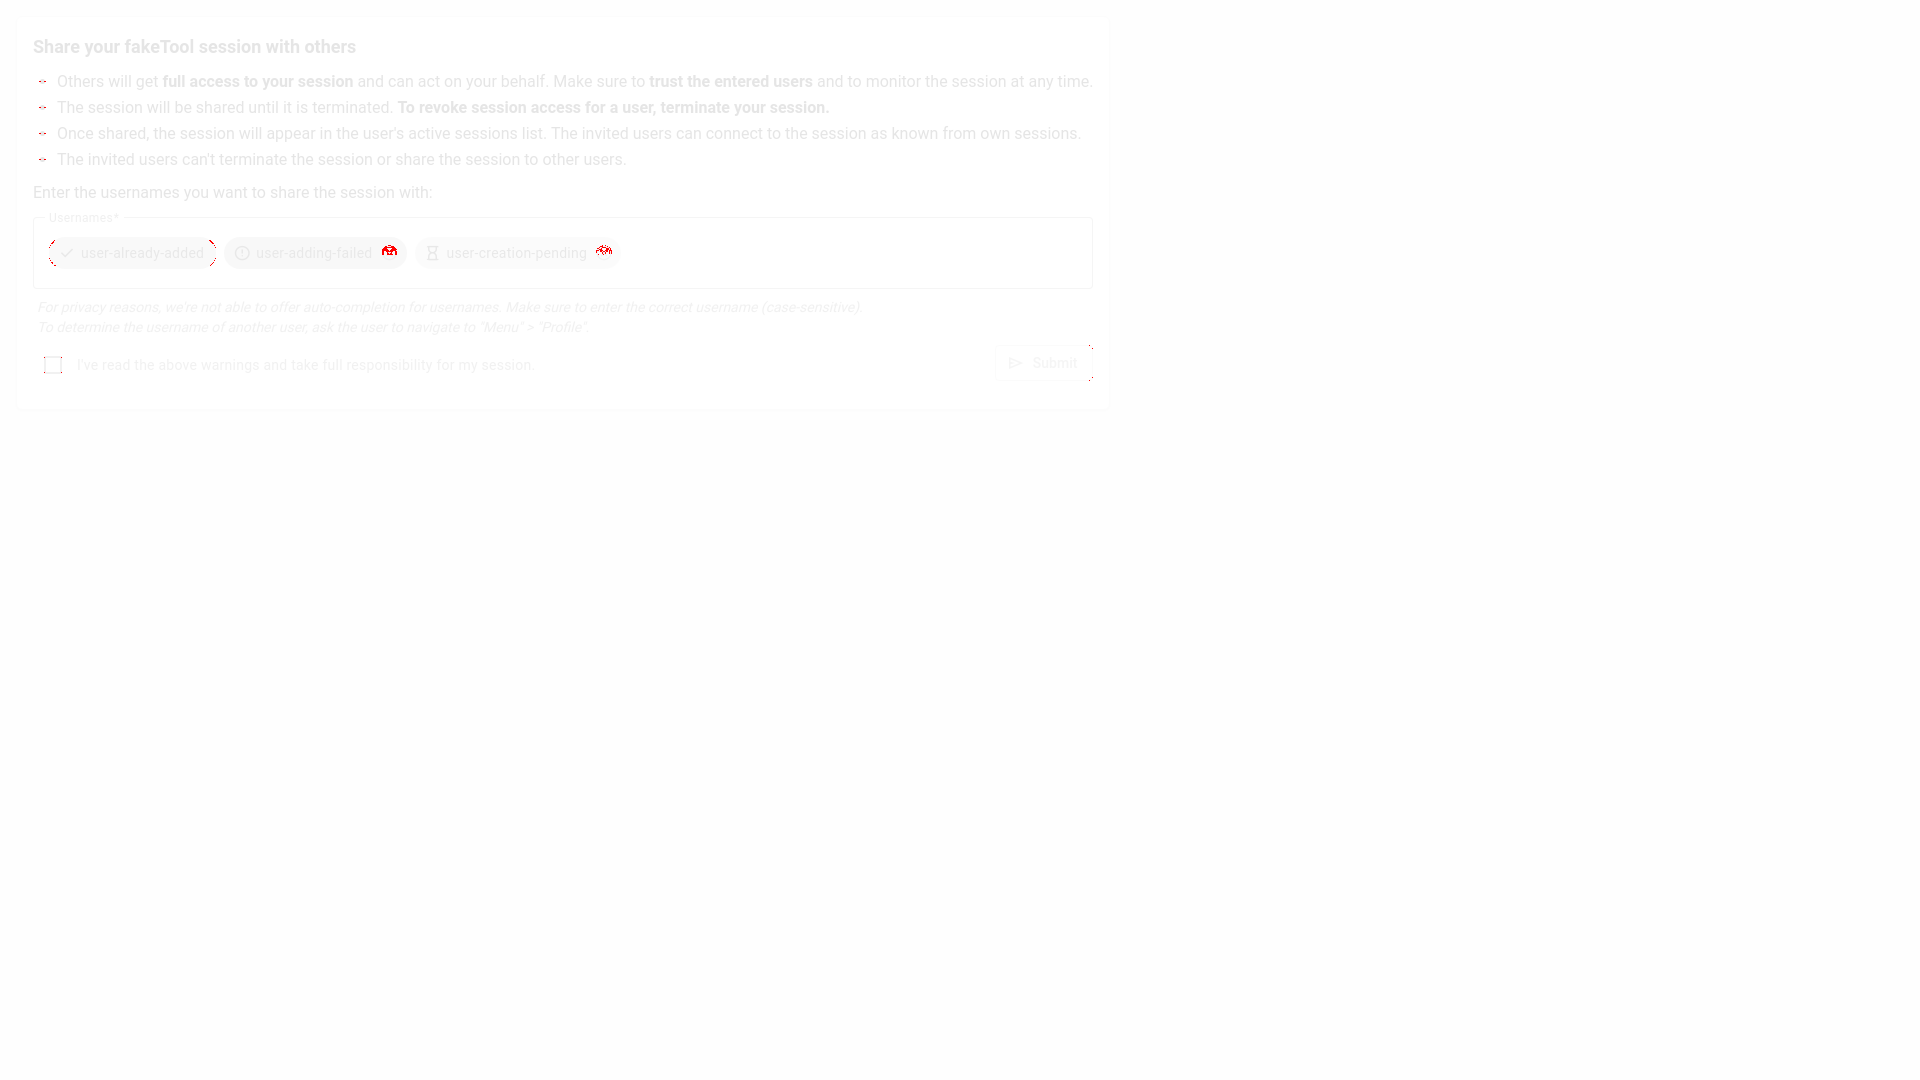 Share your fakeTool session with others
Others will get full access to your session and can act on your behalf. Make sure to trust the entered users and to monitor the session at any time.
The session will be shared until it is terminated. To revoke session access for a user, terminate your session.
Once shared, the session will appear in the user's active sessions list. The invited users can connect to the session as known from own sessions.
The invited users can't terminate the session or share the session to other users.
Enter the usernames you want to share the session with:
Usernames*
user-already-added user-adding-failed user-creation-pending
For privacy reasons, we're not able to offer auto-completion for usernames. Make sure to enter the correct username (case-sensitive).
To determine the username of another user, ask the user to navigate to "Menu" > "Profile".
I've read the above warnings and take full responsibility for my session. Submit